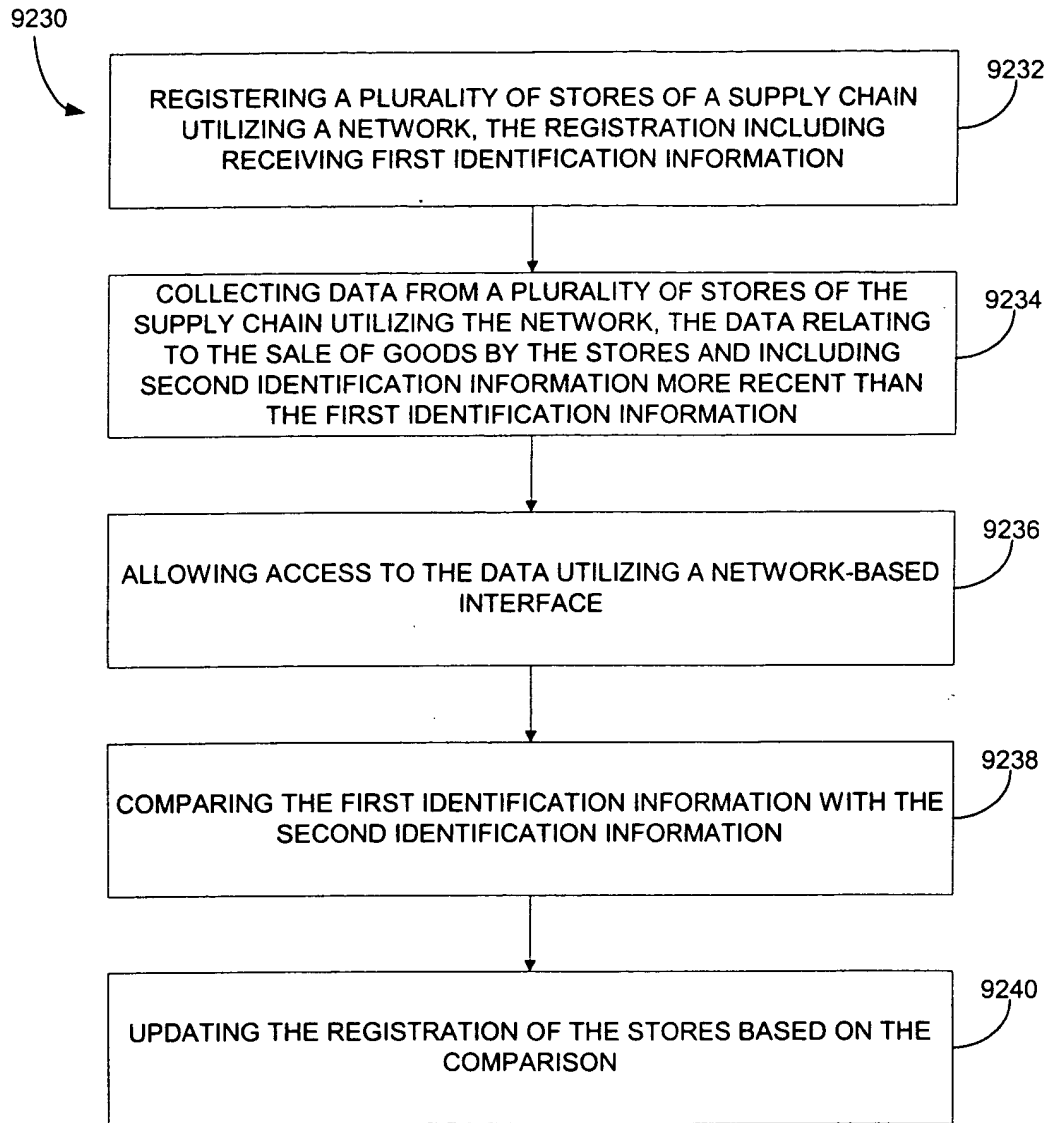 9230
REGISTERING A PLURALITY OF STORES OF A SUPPLY CHAIN
UTILIZING A NETWORK, THE REGISTRATION INCLUDING
RECEIVING FIRST IDENTIFICATION INFORMATION
9232
COLLECTING DATA FROM A PLURALITY OF STORES OF THE
SUPPLY CHAIN UTILIZING THE NETWORK, THE DATA RELATING
TO THE SALE OF GOODS BY THE STORES AND INCLUDING
SECOND IDENTIFICATION INFORMATION MORE RECENT THAN
THE FIRST IDENTIFICATION INFORMATION
9234
ALLOWING ACCESS TO THE DATA UTILIZING A NETWORK-BASED
INTERFACE
9236
COMPARING THE FIRST IDENTIFICATION INFORMATION WITH THE
SECOND IDENTIFICATION INFORMATION
9238
UPDATING THE REGISTRATION OF THE STORES BASED ON THE
COMPARISON
9240